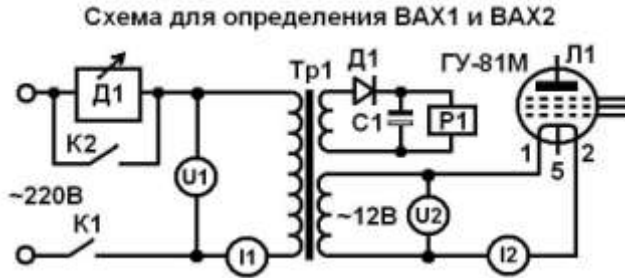 Схема для определения ВАХ1 и ВАХ2
Д1
К2
U1
~220В
К1
I1
Тр1
Д1
С1
Р1
ГУ-81М
Л1
1
5
2
~12В
U2
I2